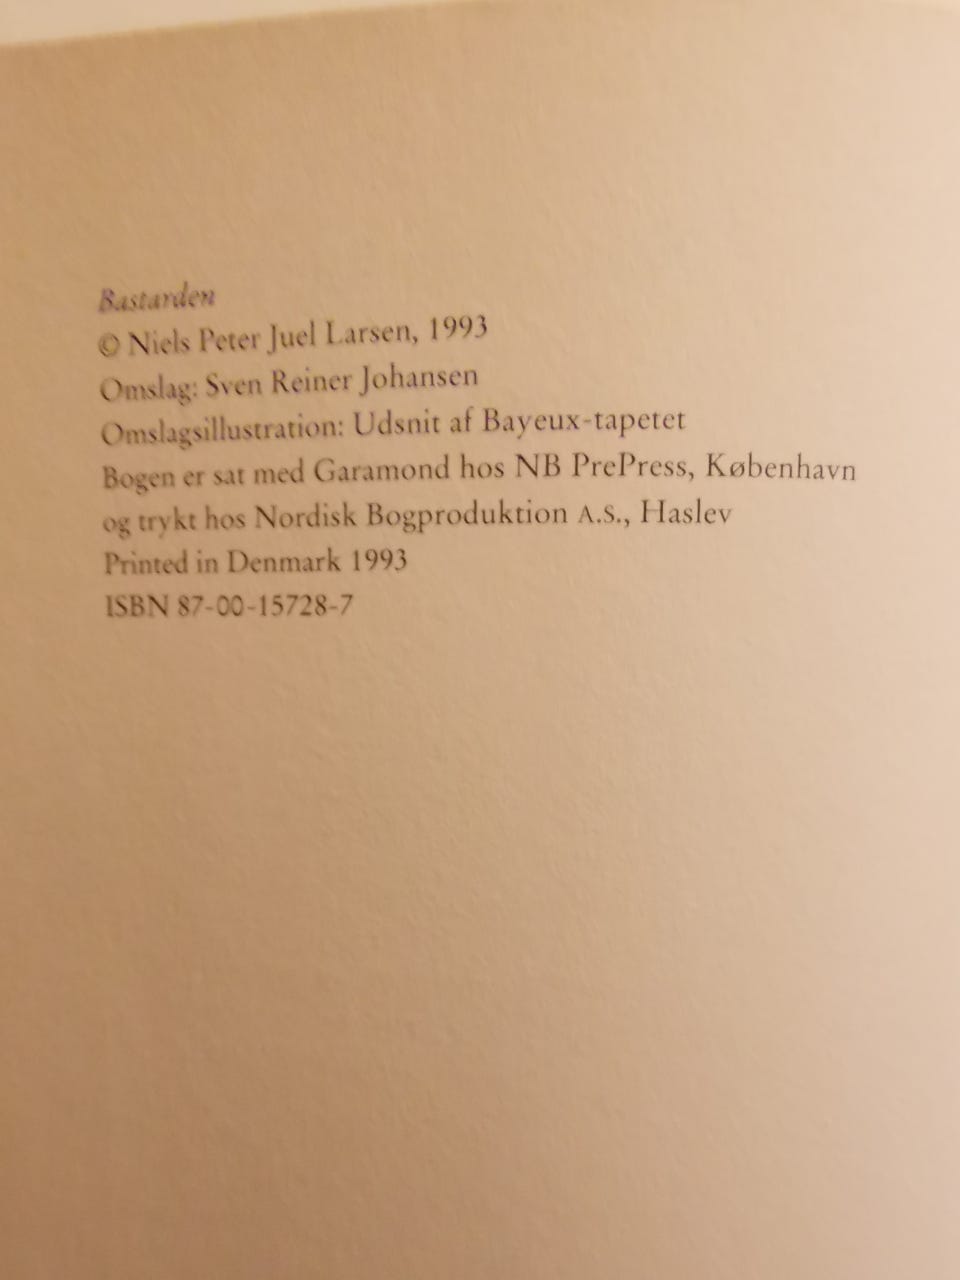 Bastarden
© Niels Peter Juel Larsen, 1993
Omslag: Sven Reiner Johansen
Omslagsillustration: Udsnit af Bayeux-tapetet
Bogen er sat med Garamond hos NB PrePress, København
og trykt hos Nordisk Bogproduktion A.S., Haslev
Printed in Denmark 1993
ISBN 87-00-15728-7